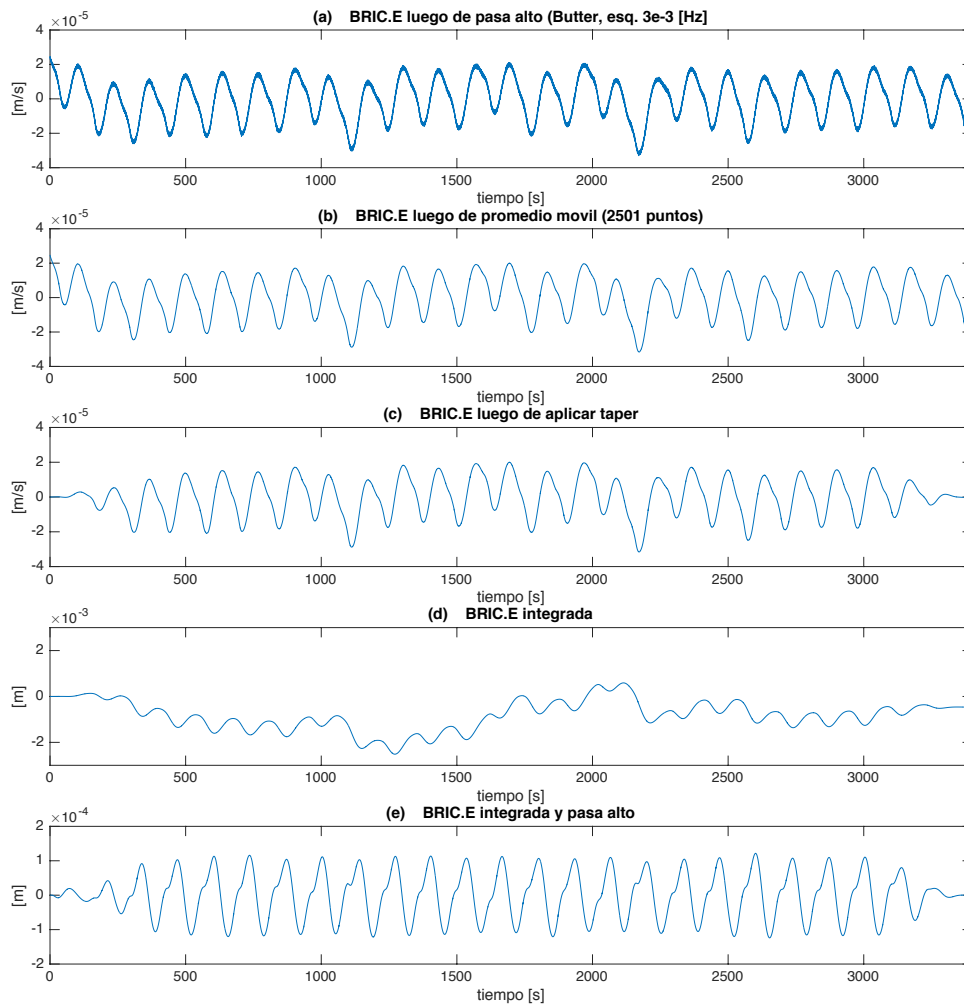 (a) BRIC.E luego de pasa alto (Butter, esq. 3e-3 [Hz]
×10-5
4
2
0
-2
-4
[m/s]
0 500 1000 1500 2000 2500 3000
tiempo [s]
(b) BRIC.E luego de promedio movil (2501 puntos)
×10-5
4
2
0
-2
-4
[m/s]
0 500 1000 1500 2000 2500 3000
tiempo [s]
(c) BRIC.E luego de aplicar taper
×10-5
4
2
0
-2
-4
[m/s]
0 500 1000 1500 2000 2500 3000
tiempo [s]
(d) BRIC.E integrada
×10-3
2
0
-2
[m]
0 500 1000 1500 2000 2500 3000
tiempo [s]
(e) BRIC.E integrada y pasa alto
×10-4
2
1
0
-1
-2
[m]
0 500 1000 1500 2000 2500 3000
tiempo [s]